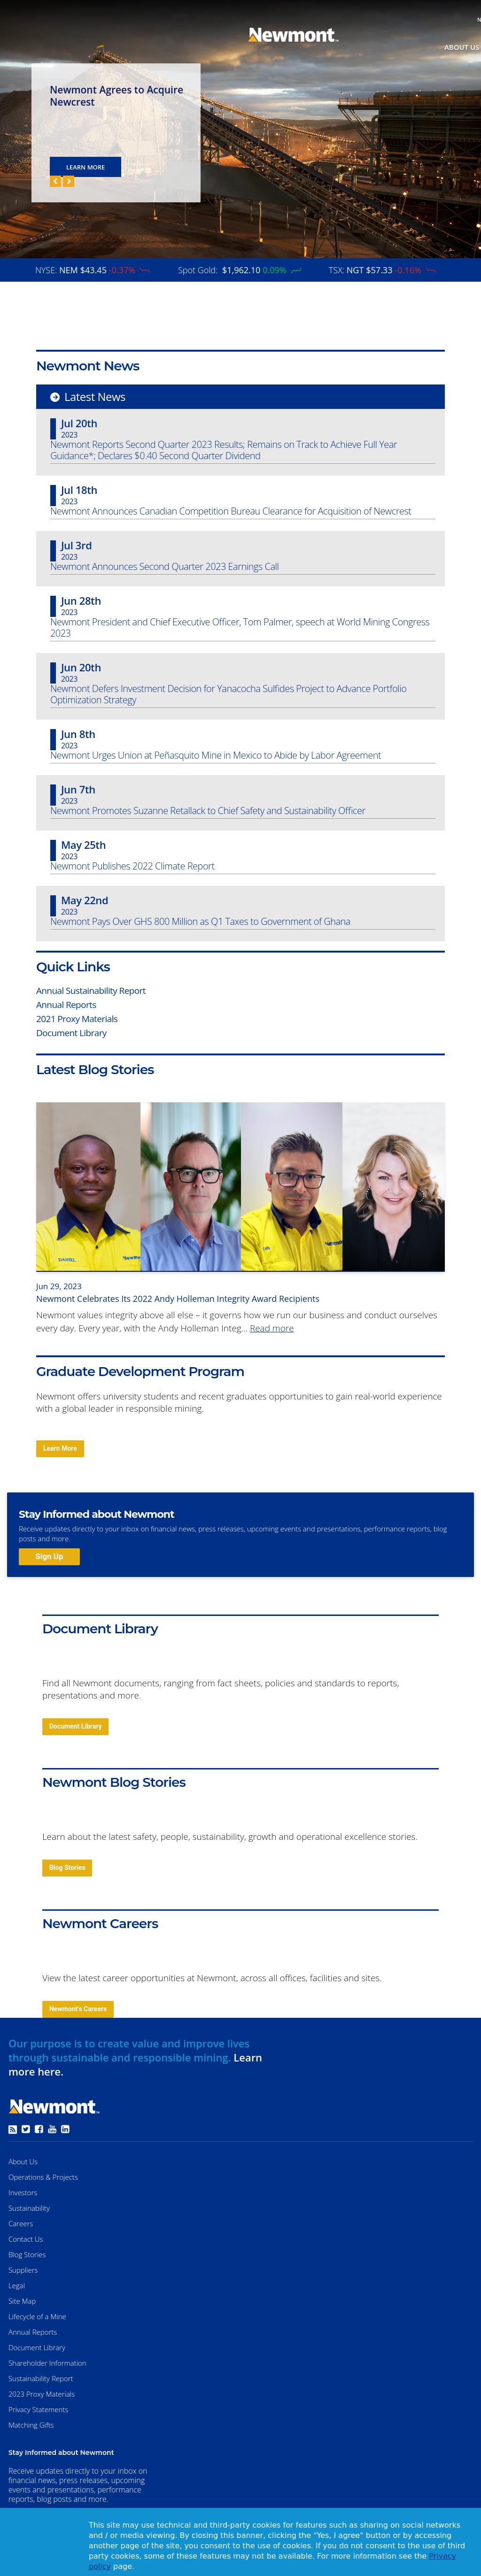 N
Newmont™
ABOUT US
Newmont Agrees to Acquire
Newcrest
LEARN MORE
NYSE: NEM $43.45 -0.37%
Spot Gold: $1,962.10 0.09%
TSX: NGT $57.33 -0.16%
Newmont News
Latest News
Jul 20th
2023
Newmont Reports Second Quarter 2023 Results; Remains on Track to Achieve Full Year
Guidance*; Declares $0.40 Second Quarter Dividend
Jul 18th
2023
Newmont Announces Canadian Competition Bureau Clearance for Acquisition of Newcrest
Jul 3rd
2023
Newmont Announces Second Quarter 2023 Earnings Call
Jun 28th
2023
Newmont President and Chief Executive Officer, Tom Palmer, speech at World Mining Congress
2023
Jun 20th
2023
Newmont Defers Investment Decision for Yanacocha Sulfides Project to Advance Portfolio
Optimization Strategy
Jun 8th
2023
Newmont Urges Union at Peñasquito Mine in Mexico to Abide by Labor Agreement
Jun 7th
2023
Newmont Promotes Suzanne Retallack to Chief Safety and Sustainability Officer
May 25th
2023
Newmont Publishes 2022 Climate Report
May 22nd
2023
Newmont Pays Over GHS 800 Million as Q1 Taxes to Government of Ghana
Quick Links
Annual Sustainability Report
Annual Reports
2021 Proxy Materials
Document Library
Latest Blog Stories
Jun 29, 2023
Newmont Celebrates Its 2022 Andy Holleman Integrity Award Recipients
Newmont values integrity above all else – it governs how we run our business and conduct ourselves
every day. Every year, with the Andy Holleman Integ... Read more
Graduate Development Program
Newmont offers university students and recent graduates opportunities to gain real-world experience
with a global leader in responsible mining.
Learn More
Stay Informed about Newmont
Receive updates directly to your inbox on financial news, press releases, upcoming events and presentations, performance reports, blog
posts and more.
Sign Up
Document Library
Find all Newmont documents, ranging from fact sheets, policies and standards to reports,
presentations and more.
Document Library
Newmont Blog Stories
Learn about the latest safety, people, sustainability, growth and operational excellence stories.
Blog Stories
Newmont Careers
View the latest career opportunities at Newmont, across all offices, facilities and sites.
Newmont's Careers
Our purpose is to create value and improve lives
through sustainable and responsible mining. Learn
more here.
Newmont™
About Us
Operations & Projects
Investors
Sustainability
Careers
Contact Us
Blog Stories
Suppliers
Legal
Site Map
Lifecycle of a Mine
Annual Reports
Document Library
Shareholder Information
Sustainability Report
2023 Proxy Materials
Privacy Statements
Matching Gifts
Stay Informed about Newmont
Receive updates directly to your inbox on
financial news, press releases, upcoming
events and presentations, performance
reports, blog posts and more.
This site may use technical and third-party cookies for features such as sharing on social networks
and / or media viewing. By closing this banner, clicking the "Yes, I agree" button or by accessing
another page of the site, you consent to the use of cookies. If you do not consent to the use of third
party cookies, some of these features may not be available. For more information see the Privacy
policy page.